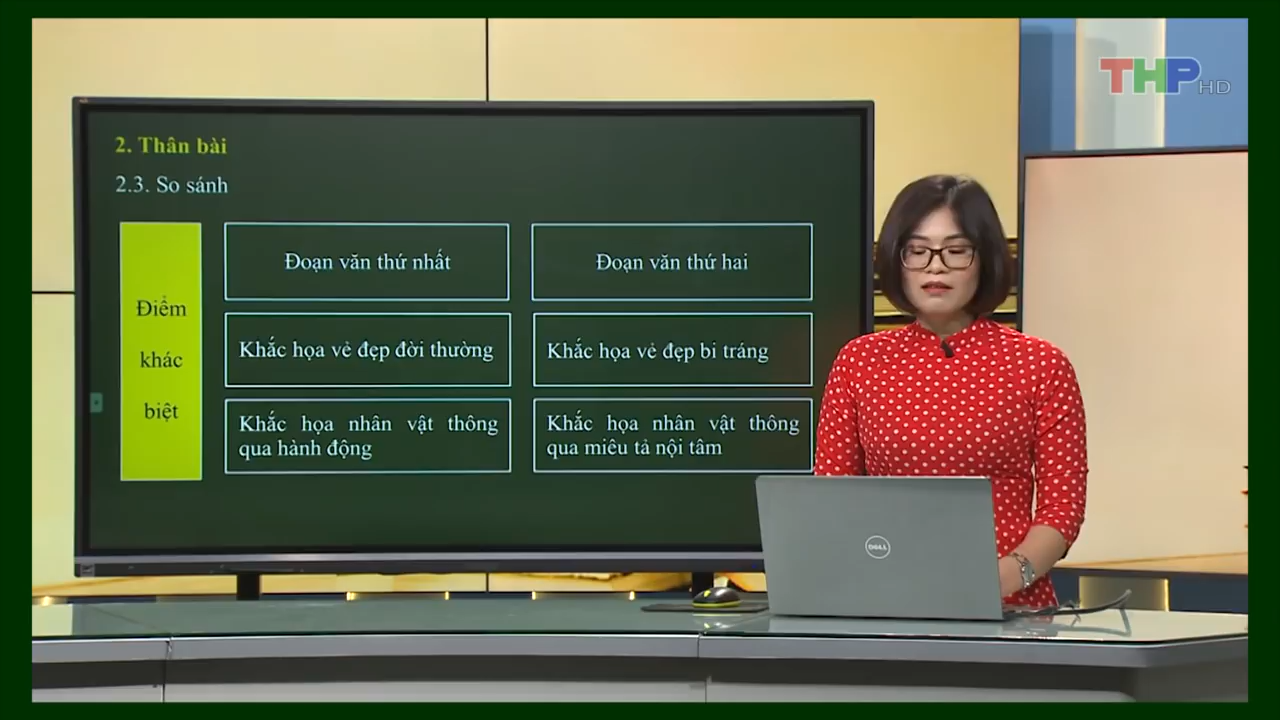 THP HD
2. Thân bài
2.3. So sánh
Điểm
khác
biệt
Đoạn văn thứ nhất
Đoạn văn thứ hai
Khắc họa vẻ đẹp đời thường
Khắc họa vẻ đẹp bi tráng
Khắc họa nhân vật thông
qua hành động
Khắc họa nhân vật thông
qua miêu tả nội tâm
DELL